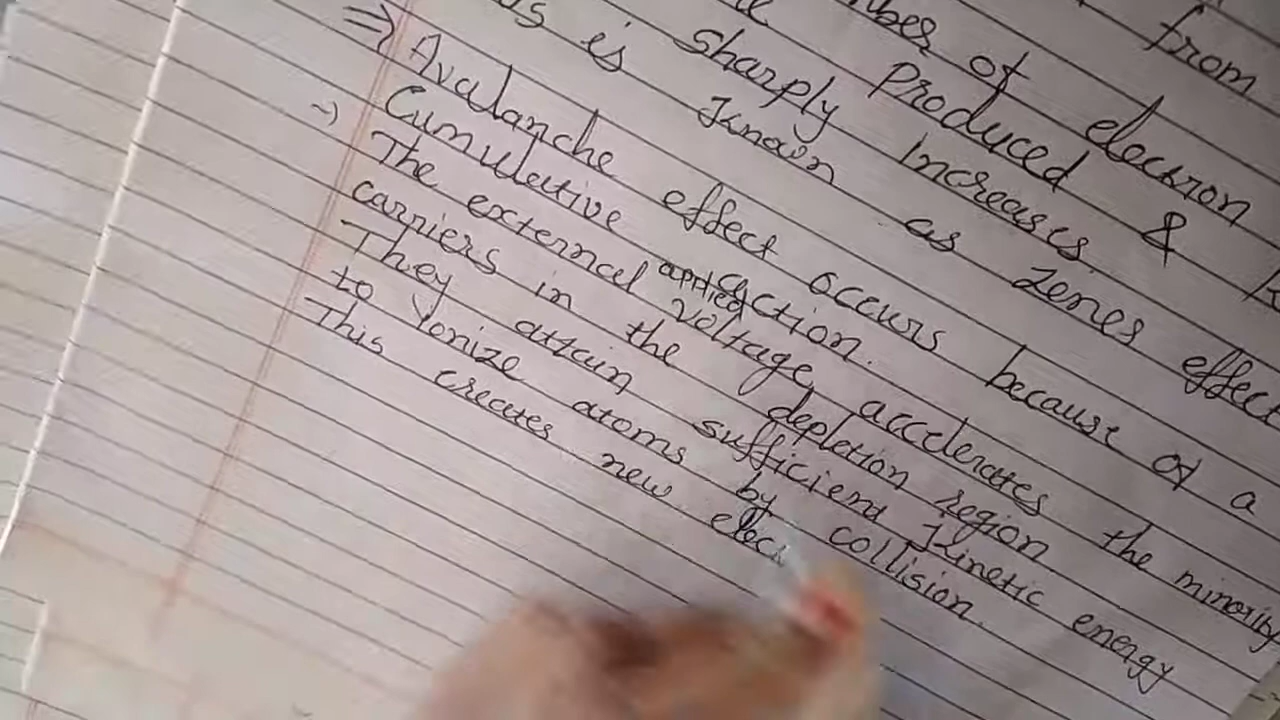 from
of electron
Produced &
sharply increases.
is Known as Zenes effect
⇒ Avalanche effect occurs because of a
Cumulative action.
→ The external applied voltage accelerates the minority
carriers in the depletion region
They attain sufficient Kinetic energy
to Ionize atoms by collision.
This creates new elec